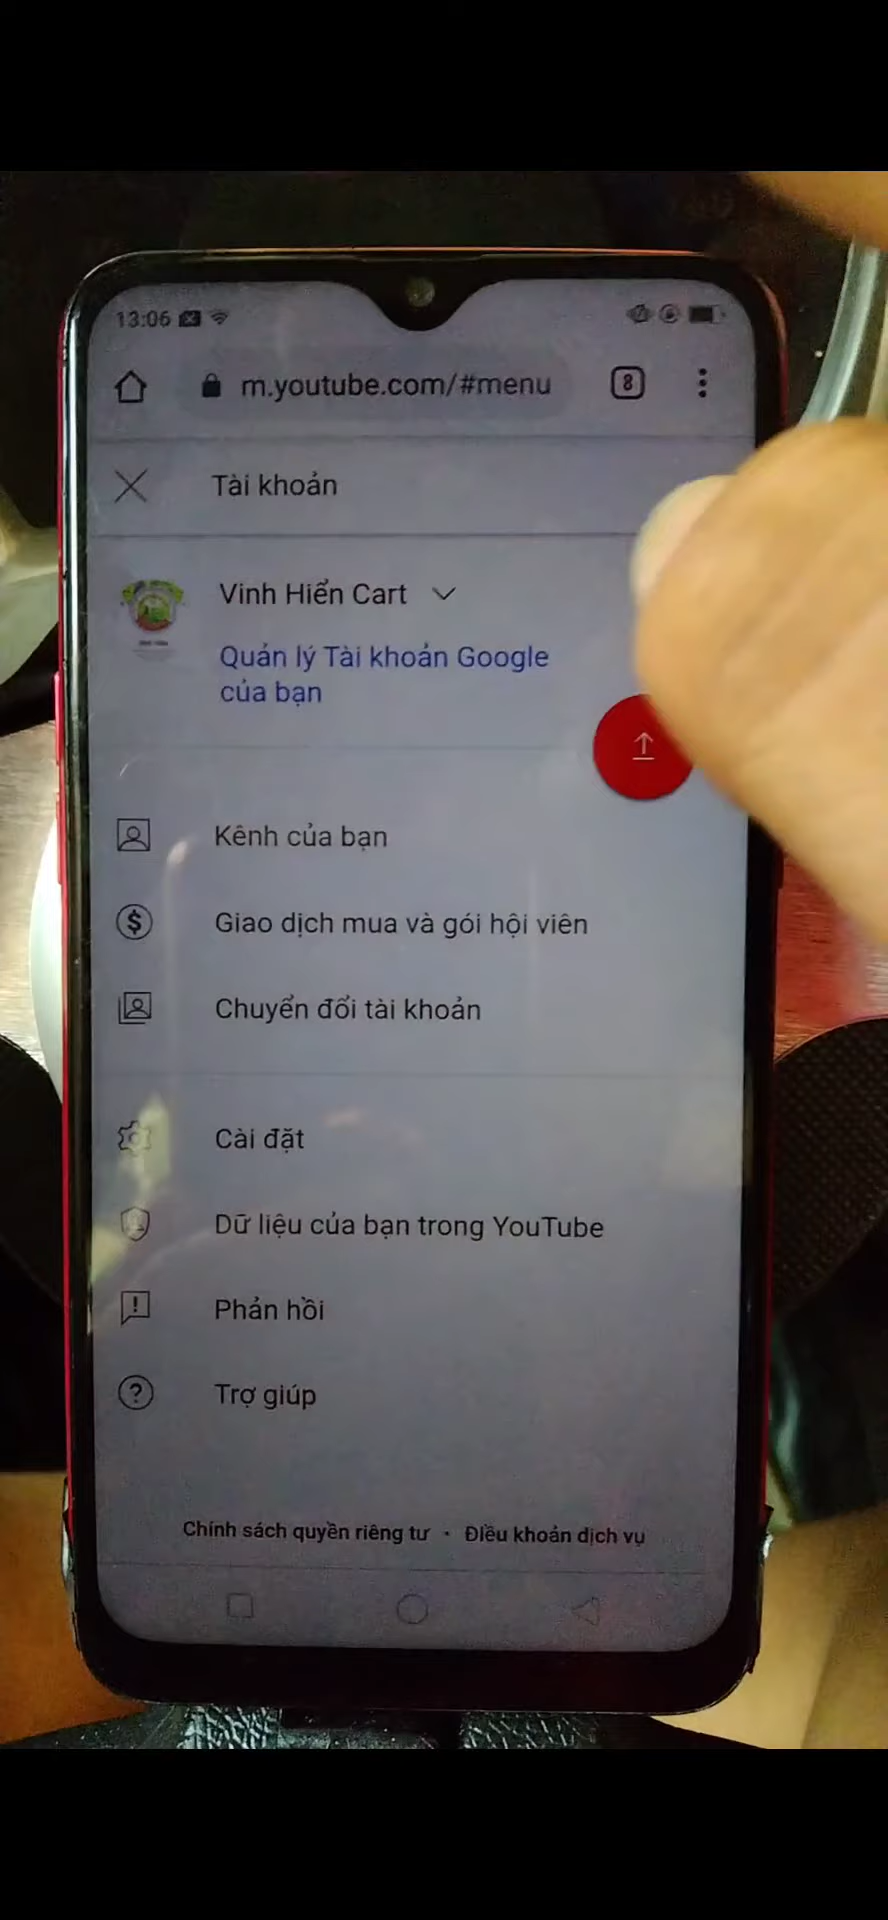 13:06
m.youtube.com/#menu
8
Tài khoản
Vinh Hiển Cart
Quản lý Tài khoản Google
của bạn
Kênh của bạn
Giao dịch mua và gói hội viên
Chuyển đổi tài khoản
Cài đặt
Dữ liệu của bạn trong YouTube
Phản hồi
Trợ giúp
Chính sách quyền riêng tư · Điều khoản dịch vụ